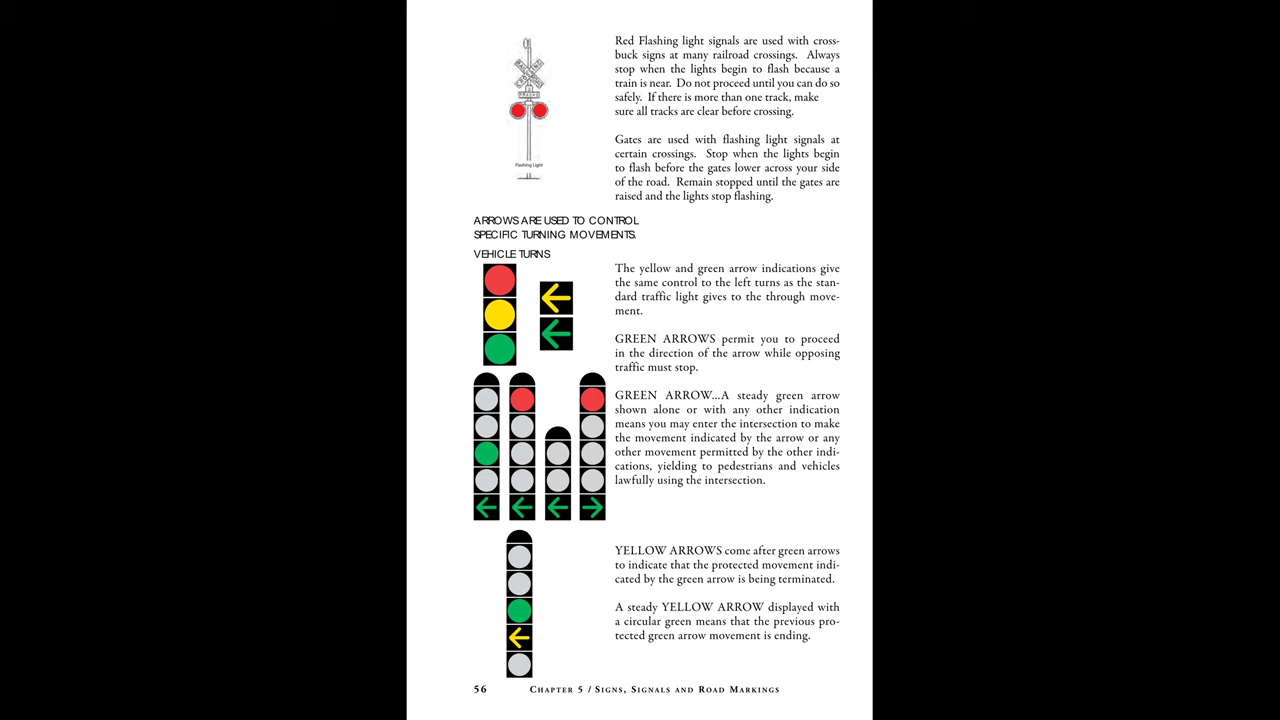 Red Flashing light signals are used with cross-
buck signs at many railroad crossings. Always
stop when the lights begin to flash because a
train is near. Do not proceed until you can do so
safely. If there is more than one track, make
sure all tracks are clear before crossing.
TRACKS
Flashing Light
Gates are used with flashing light signals at
certain crossings. Stop when the lights begin
to flash before the gates lower across your side
of the road. Remain stopped until the gates are
raised and the lights stop flashing.
ARROWS ARE USED TO CONTROL
SPECIFIC TURNING MOVEMENTS.
VEHICLE TURNS
The yellow and green arrow indications give
the same control to the left turns as the stan-
dard traffic light gives to the through move-
ment.
GREEN ARROWS permit you to proceed
in the direction of the arrow while opposing
traffic must stop.
GREEN ARROW...A steady green arrow
shown alone or with any other indication
means you may enter the intersection to make
the movement indicated by the arrow or any
other movement permitted by the other indi-
cations, yielding to pedestrians and vehicles
lawfully using the intersection.
YELLOW ARROWS come after green arrows
to indicate that the protected movement indi-
cated by the green arrow is being terminated.
A steady YELLOW ARROW displayed with
a circular green means that the previous pro-
tected green arrow movement is ending.
56 Chapter 5 / Signs, Signals and Road Markings